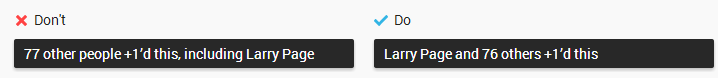 Don't
77 other people +1'd this, including Larry Page
Do
Larry Page and 76 others +1’d this